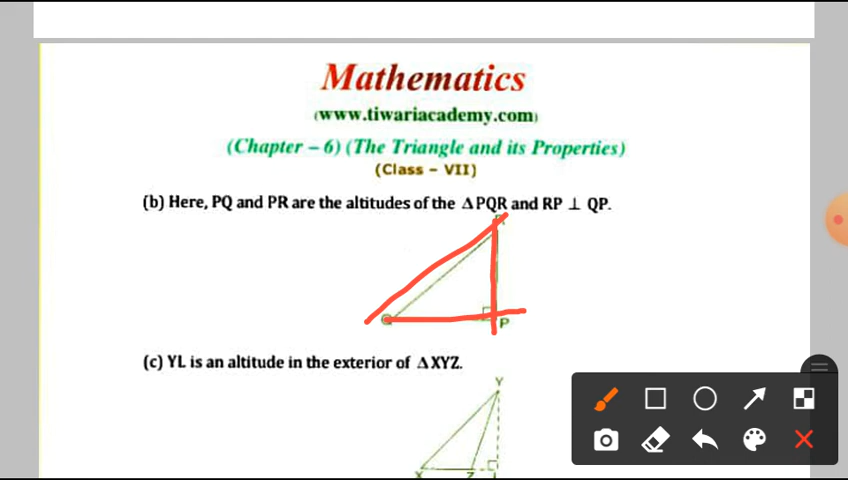 Mathematics
(www.tiwariacademy.com)
(Chapter – 6) (The Triangle and its Properties)
(Class – VII)
(b) Here, PQ and PR are the altitudes of the ΔPQR and RP ⊥ QP.
Q
P
(c) YL is an altitude in the exterior of ΔXYZ.
Y
X
Z